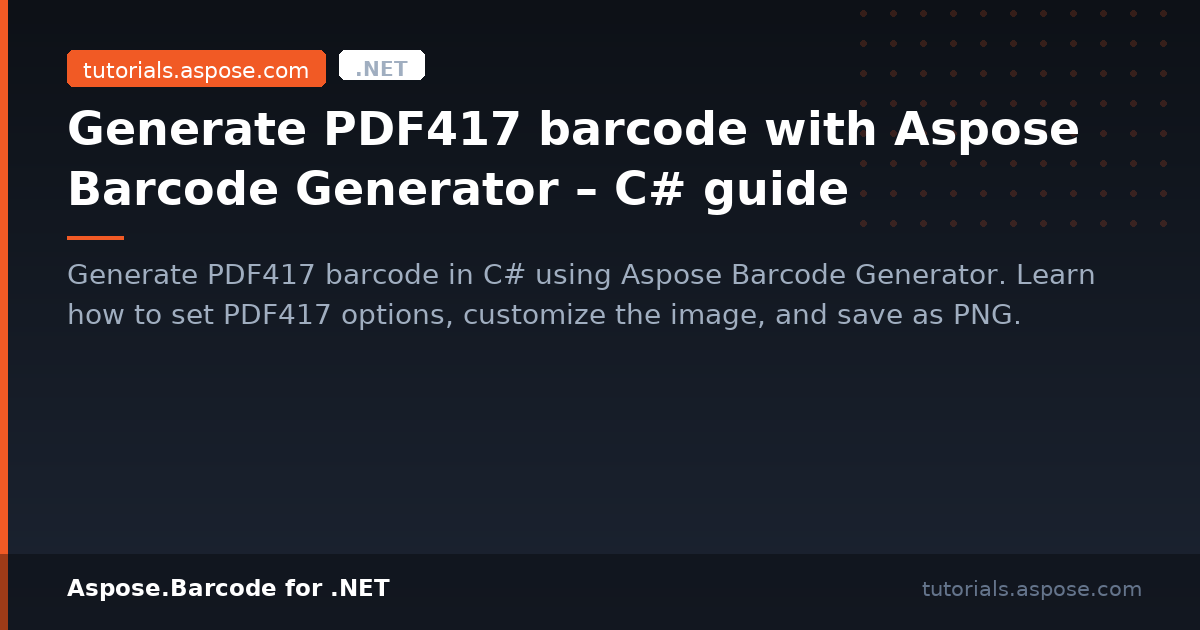 tutorials.aspose.com
.NET
Generate PDF417 barcode with Aspose
Barcode Generator – C# guide
Generate PDF417 barcode in C# using Aspose Barcode Generator. Learn
how to set PDF417 options, customize the image, and save as PNG.
Aspose.Barcode for .NET
tutorials.aspose.com